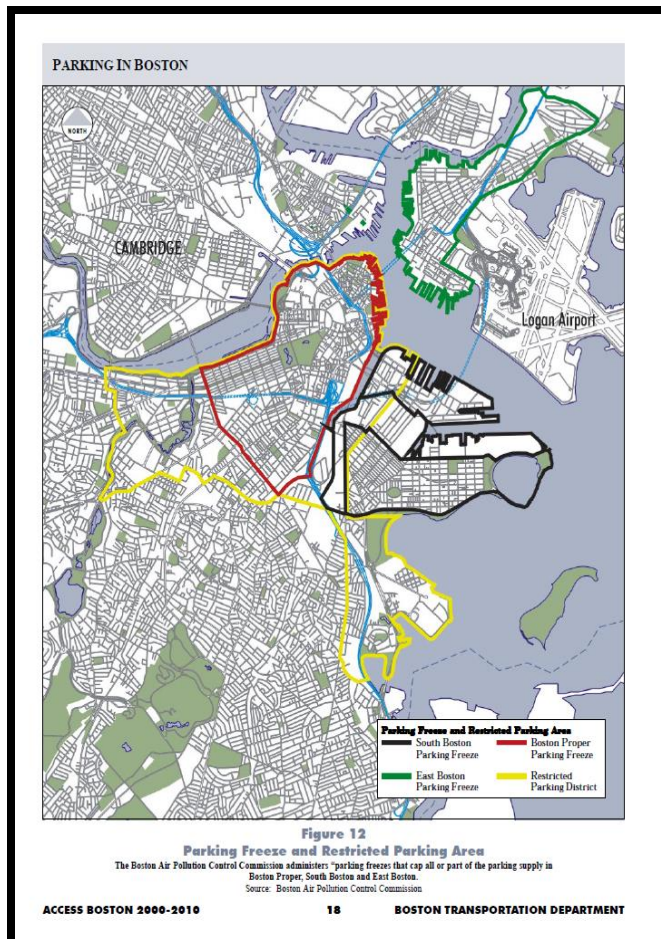 PARKING IN BOSTON
NORTH
CAMBRIDGE
Logan Airport
Parking Freeze and Restricted Parking Area
South Boston
Parking Freeze
Boston Proper
Parking Freeze
East Boston
Parking Freeze
Restricted
Parking District
Figure 12
Parking Freeze and Restricted Parking Area
The Boston Air Pollution Control Commission administers "parking freezes that cap all or part of the parking supply in
Boston Proper, South Boston and East Boston.
Source: Boston Air Pollution Control Commission
ACCESS BOSTON 2000-2010 18 BOSTON TRANSPORTATION DEPARTMENT